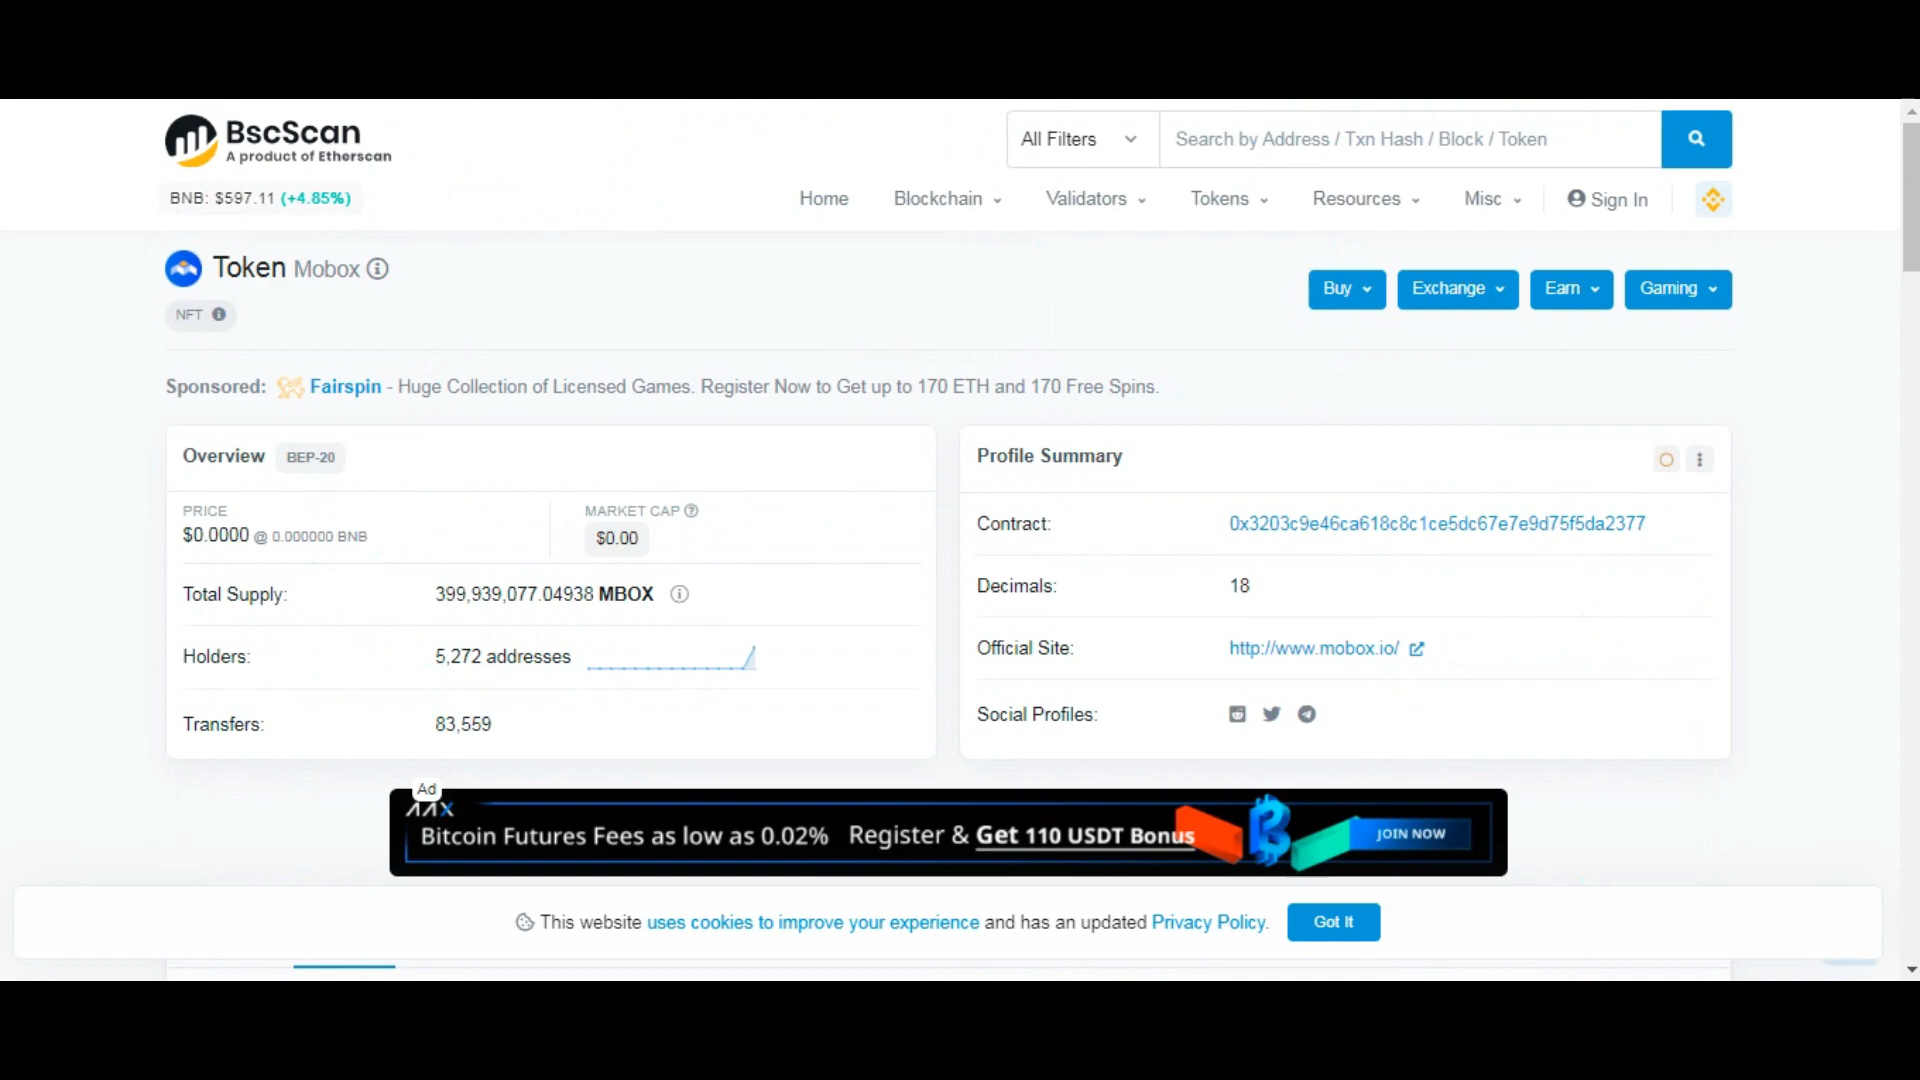 BscScan
A product of Etherscan
All Filters
Search by Address / Txn Hash / Block / Token
BNB: $597.11 (+4.85%)
Home Blockchain Validators Tokens Resources Misc Sign In
Token Mobox
NFT
Buy Exchange Earn Gaming
Sponsored: Fairspin - Huge Collection of Licensed Games. Register Now to Get up to 170 ETH and 170 Free Spins.
Overview BEP-20
PRICE
$0.0000 @ 0.000000 BNB
MARKET CAP
$0.00
Total Supply: 399,939,077.04938 MBOX
Holders: 5,272 addresses
Transfers: 83,559
Profile Summary
Contract: 0x3203c9e46ca618c8c1ce5dc67e7e9d75f5da2377
Decimals: 18
Official Site: http://www.mobox.io/
Social Profiles:
Ad
AAX
Bitcoin Futures Fees as low as 0.02% Register & Get 110 USDT Bonus
JOIN NOW
This website uses cookies to improve your experience and has an updated Privacy Policy. Got It